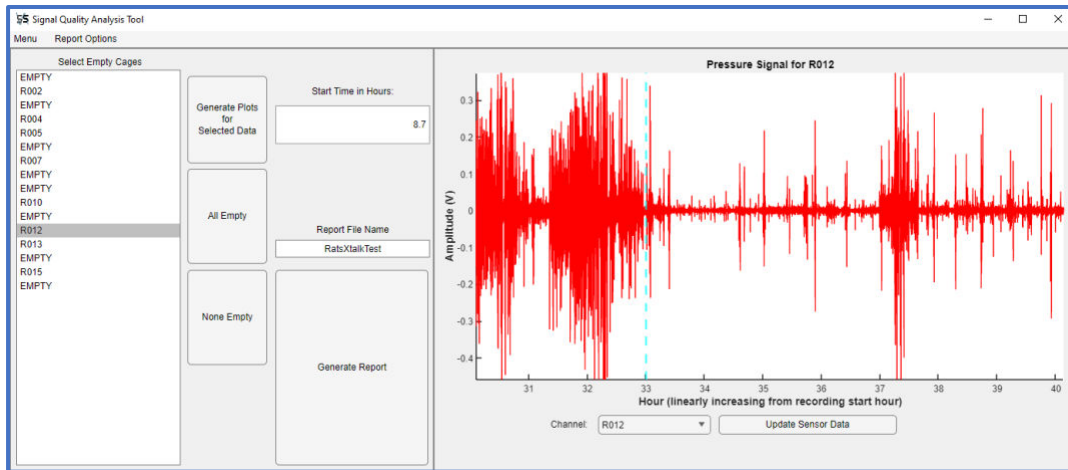 Signal Quality Analysis Tool
Menu Report Options
Select Empty Cages
EMPTY
R002
EMPTY
R004
R005
EMPTY
R007
EMPTY
EMPTY
R010
EMPTY
R012
R013
EMPTY
R015
EMPTY
Generate Plots
for
Selected Data
All Empty
None Empty
Start Time in Hours:
8.7
Report File Name
RatsXtalkTest
Generate Report
Pressure Signal for R012
Amplitude (V)
0.3
0.2
0.1
0
-0.1
-0.2
-0.3
-0.4
31 32 33 34 35 36 37 38 39 40
Hour (linearly increasing from recording start hour)
Channel: R012
Update Sensor Data